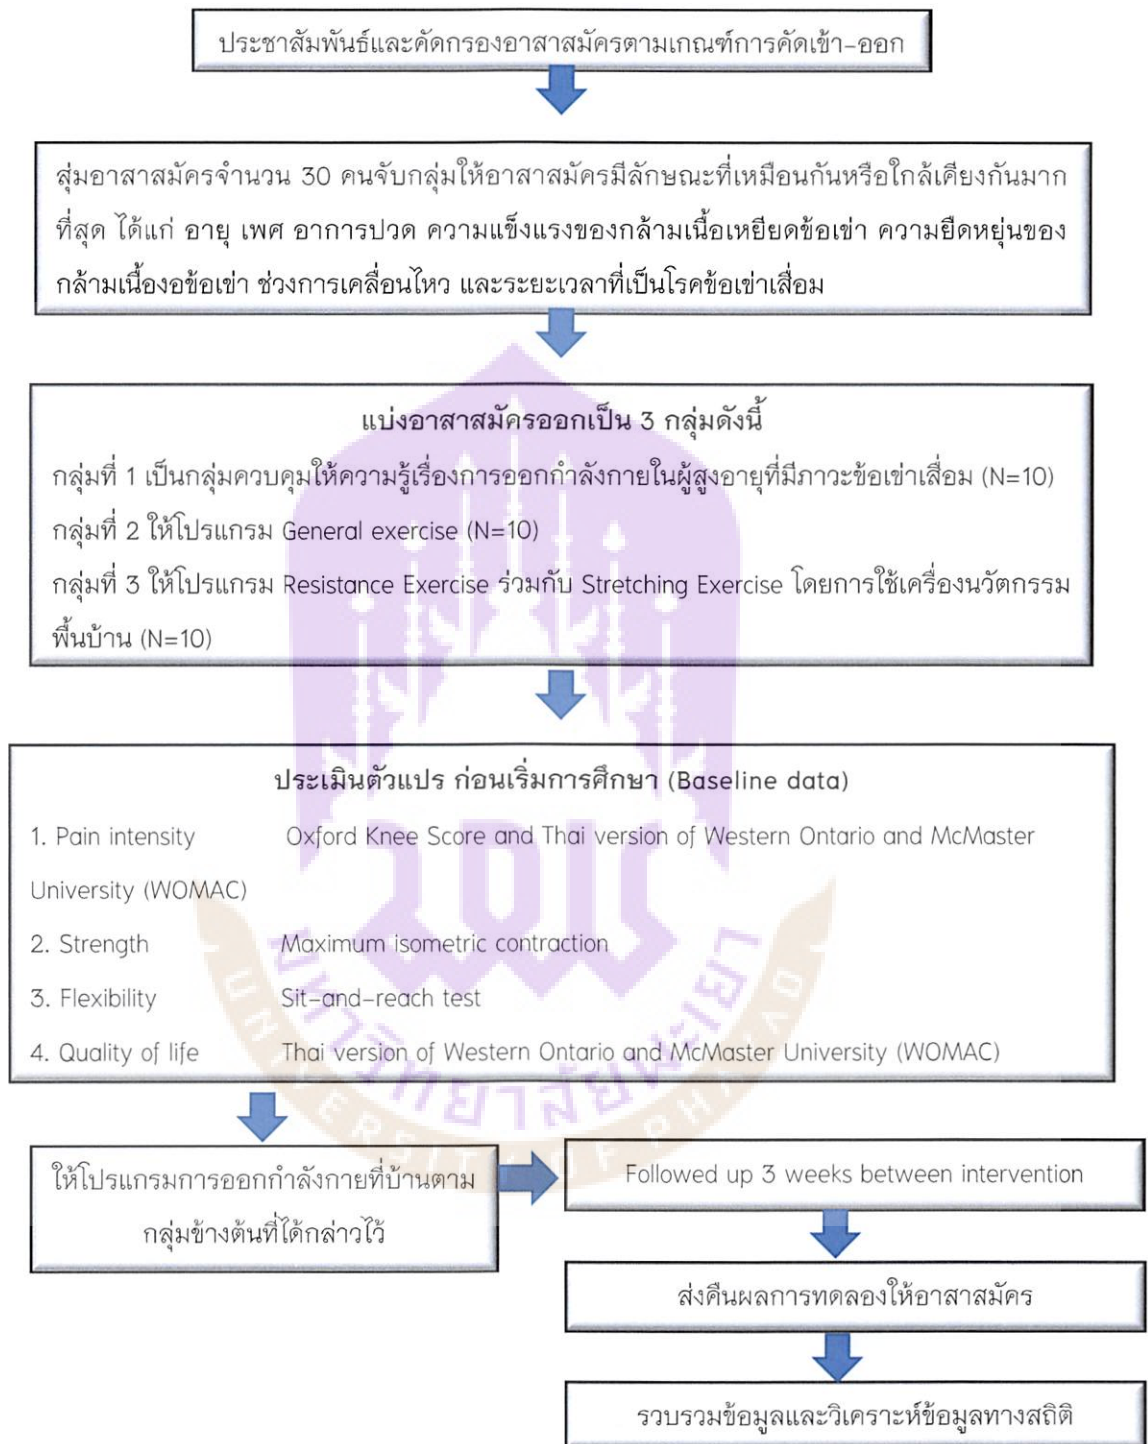 ประชาสัมพันธ์และคัดกรองอาสาสมัครตามเกณฑ์การคัดเข้า-ออก
สุ่มอาสาสมัครจำนวน 30 คนจับกลุ่มให้อาสาสมัครมีลักษณะที่เหมือนกันหรือใกล้เคียงกันมาก
ที่สุด ได้แก่ อายุ เพศ อาการปวด ความแข็งแรงของกล้ามเนื้อเหยียดข้อเข่า ความยืดหยุ่นของ
กล้ามเนื้องอข้อเข่า ช่วงการเคลื่อนไหว และระยะเวลาที่เป็นโรคข้อเข่าเสื่อม
แบ่งอาสาสมัครออกเป็น 3 กลุ่มดังนี้
กลุ่มที่ 1 เป็นกลุ่มควบคุมให้ความรู้เรื่องการออกกำลังกายในผู้สูงอายุที่มีภาวะข้อเข่าเสื่อม (N=10)
กลุ่มที่ 2 ให้โปรแกรม General exercise (N=10)
กลุ่มที่ 3 ให้โปรแกรม Resistance Exercise ร่วมกับ Stretching Exercise โดยการใช้เครื่องนวัตกรรม
พื้นบ้าน (N=10)
ประเมินตัวแปร ก่อนเริ่มการศึกษา (Baseline data)
1. Pain intensity Oxford Knee Score and Thai version of Western Ontario and McMaster
University (WOMAC)
2. Strength Maximum isometric contraction
3. Flexibility Sit-and-reach test
4. Quality of life Thai version of Western Ontario and McMaster University (WOMAC)
มหาวิทยาลัยพะเยา
UNIVERSITY OF PHAYAO
ให้โปรแกรมการออกกำลังกายที่บ้านตาม
กลุ่มข้างต้นที่ได้กล่าวไว้
Followed up 3 weeks between intervention
ส่งคืนผลการทดลองให้อาสาสมัคร
รวบรวมข้อมูลและวิเคราะห์ข้อมูลทางสถิติ